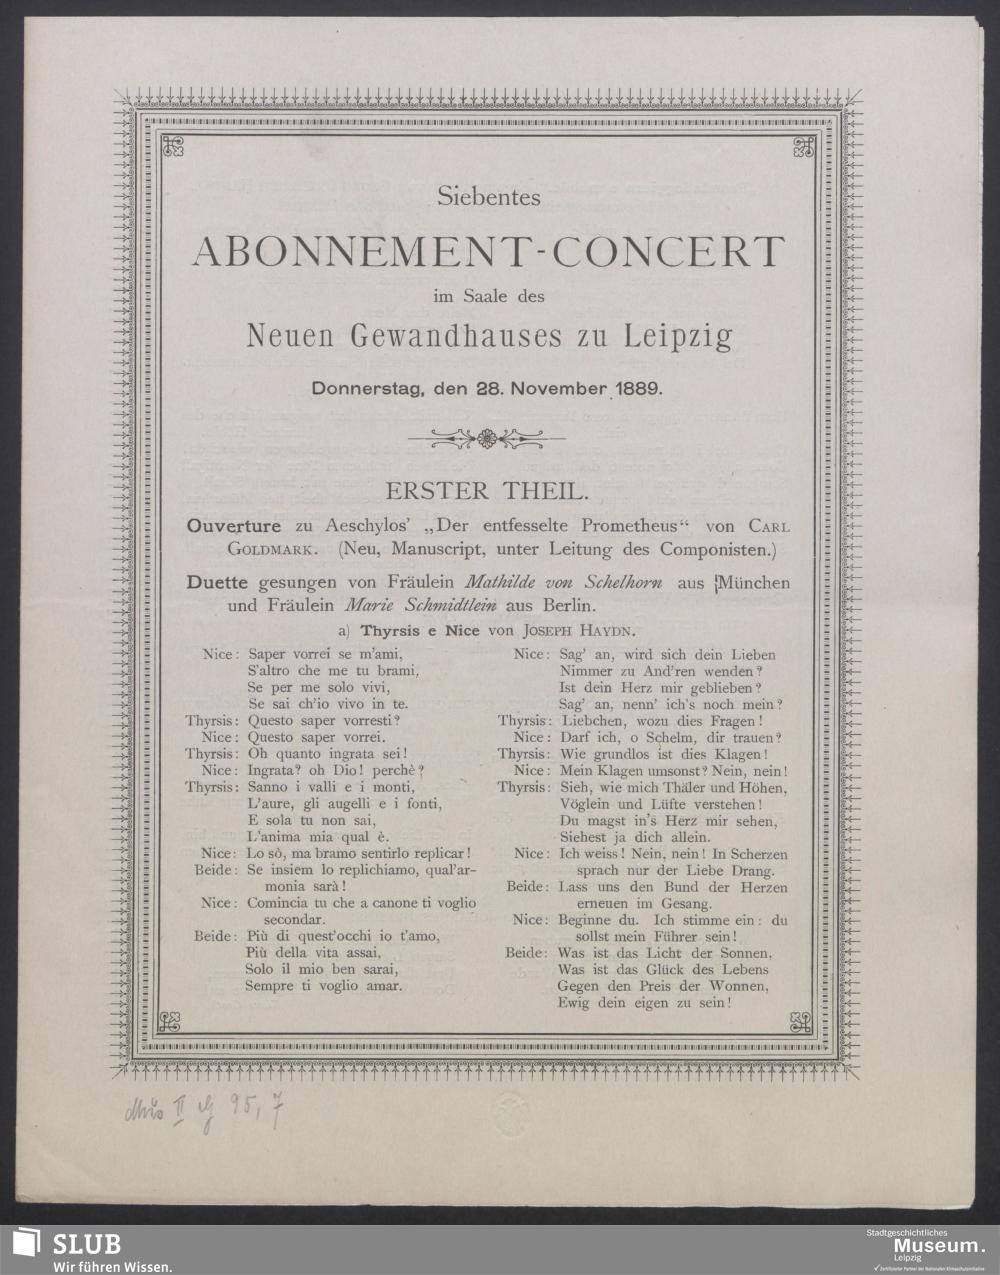 Siebentes
ABONNEMENT-CONCERT
im Saale des
Neuen Gewandhauses zu Leipzig
Donnerstag, den 28. November 1889.
ERSTER THEIL.
Ouverture zu Aeschylos' „Der entfesselte Prometheus“ von CARL
GOLDMARK. (Neu, Manuscript, unter Leitung des Componisten.)
Duette gesungen von Fräulein Mathilde von Schelhorn aus München
und Fräulein Marie Schmidtlein aus Berlin.
a) Thyrsis e Nice von JOSEPH HAYDN.
Nice: Saper vorrei se m'ami,
S'altro che me tu brami,
Se per me solo vivi,
Se sai ch'io vivo in te.
Thyrsis: Questo saper vorresti?
Nice: Questo saper vorrei.
Thyrsis: Oh quanto ingrata sei!
Nice: Ingrata? oh Dio! perchè?
Thyrsis: Sanno i valli e i monti,
L'aure, gli augelli e i fonti,
E sola tu non sai,
L'anima mia qual è.
Nice: Lo sò, ma bramo sentirlo replicar!
Beide: Se insiem lo replichiamo, qual'ar-
monia sarà!
Nice: Comincia tu che a canone ti voglio
secondar.
Beide: Più di quest'occhi io t'amo,
Più della vita assai,
Solo il mio ben sarai,
Sempre ti voglio amar.
Nice: Sag' an, wird sich dein Lieben
Nimmer zu And'ren wenden?
Ist dein Herz mir geblieben?
Sag' an, nenn' ich's noch mein?
Thyrsis: Liebchen, wozu dies Fragen!
Nice: Darf ich, o Schelm, dir trauen?
Thyrsis: Wie grundlos ist dies Klagen!
Nice: Mein Klagen umsonst? Nein, nein!
Thyrsis: Sieh, wie mich Thäler und Höhen,
Vöglein und Lüfte verstehen!
Du magst in's Herz mir sehen,
Siehest ja dich allein.
Nice: Ich weiss! Nein, nein! In Scherzen
sprach nur der Liebe Drang.
Beide: Lass uns den Bund der Herzen
erneuen im Gesang.
Nice: Beginne du. Ich stimme ein: du
sollst mein Führer sein!
Beide: Was ist das Licht der Sonnen,
Was ist das Glück des Lebens
Gegen den Preis der Wonnen,
Ewig dein eigen zu sein!
II 95, 7
SLUB
Wir führen Wissen.
Stadtgeschichtliches
Museum.
Leipzig
Zertifizierter Partner der Nationalen Klimaschutzinitiative